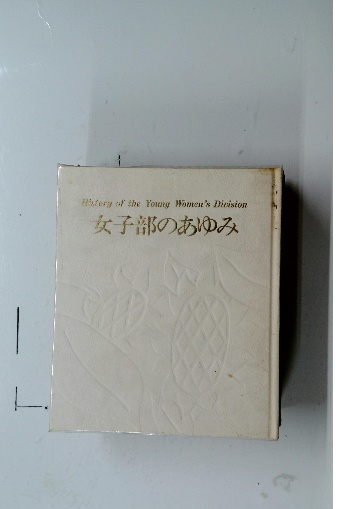 History of the Young Women's Division
女子部のあゆみ